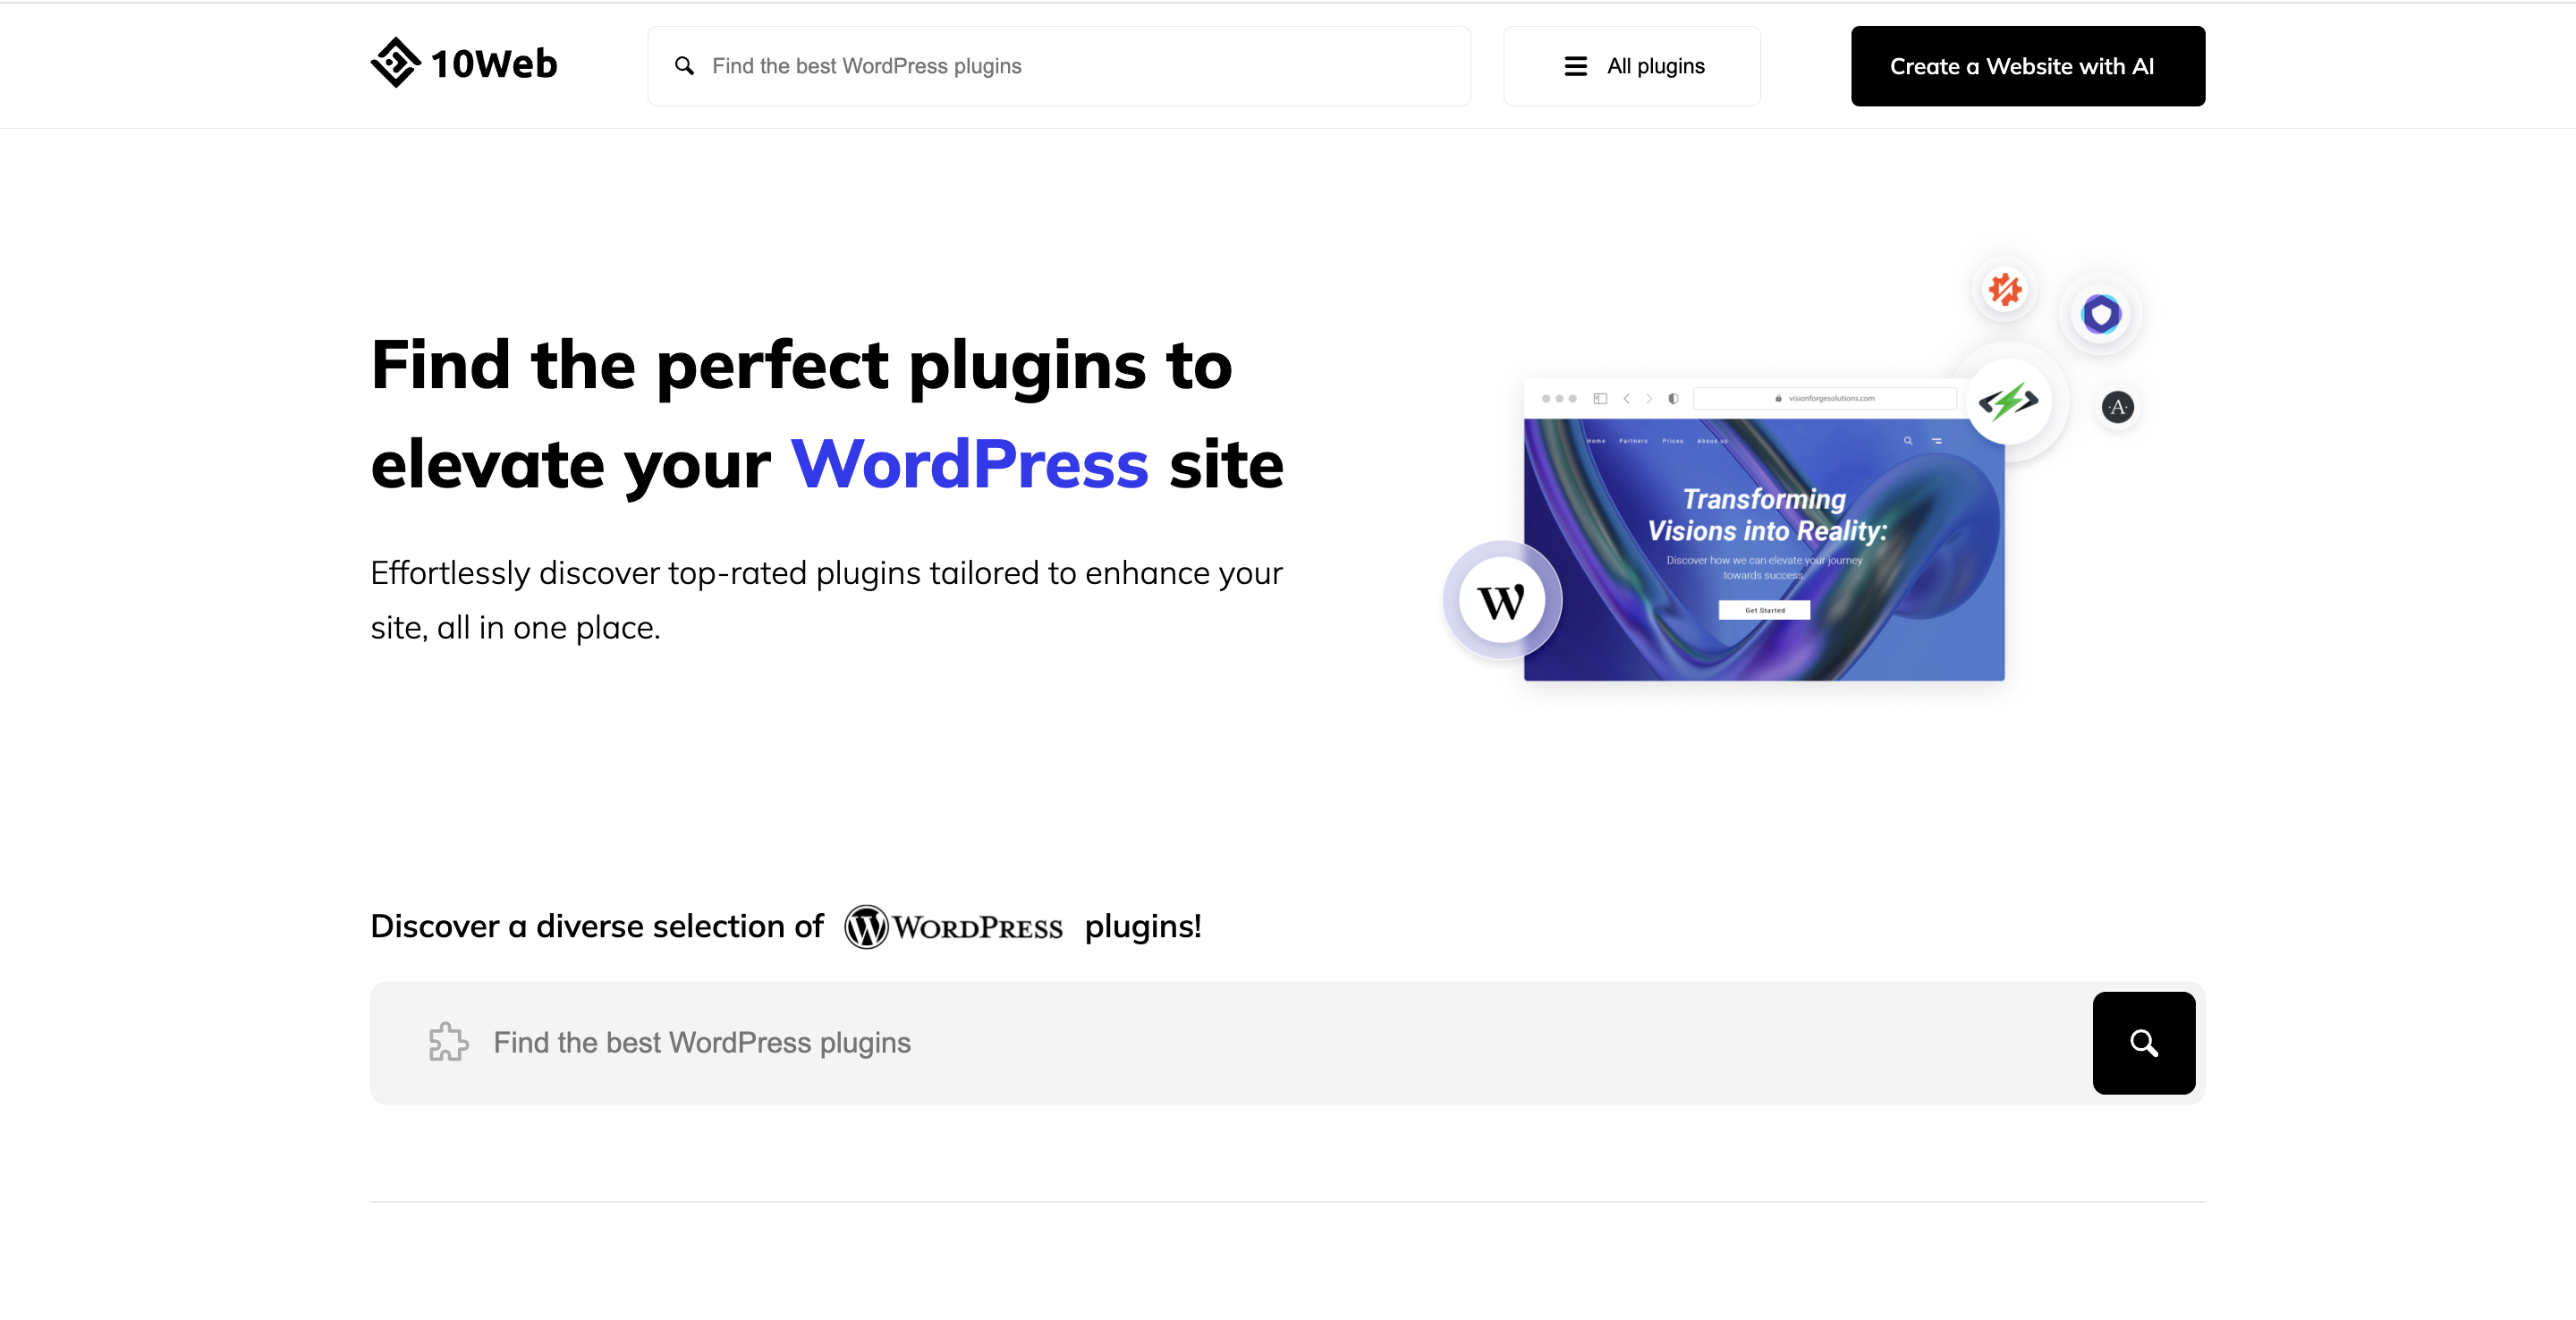 10Web
Find the best WordPress plugins
All plugins
Create a Website with AI
Find the perfect plugins to
elevate your WordPress site
Effortlessly discover top-rated plugins tailored to enhance your
site, all in one place.
visionforgesolutions.com
Home Partners Prices Abous us
Transforming
Visions into Reality:
Discover how we can elevate your journey
towards success.
Get Started
W
A
Discover a diverse selection of WORDPRESS plugins!
Find the best WordPress plugins